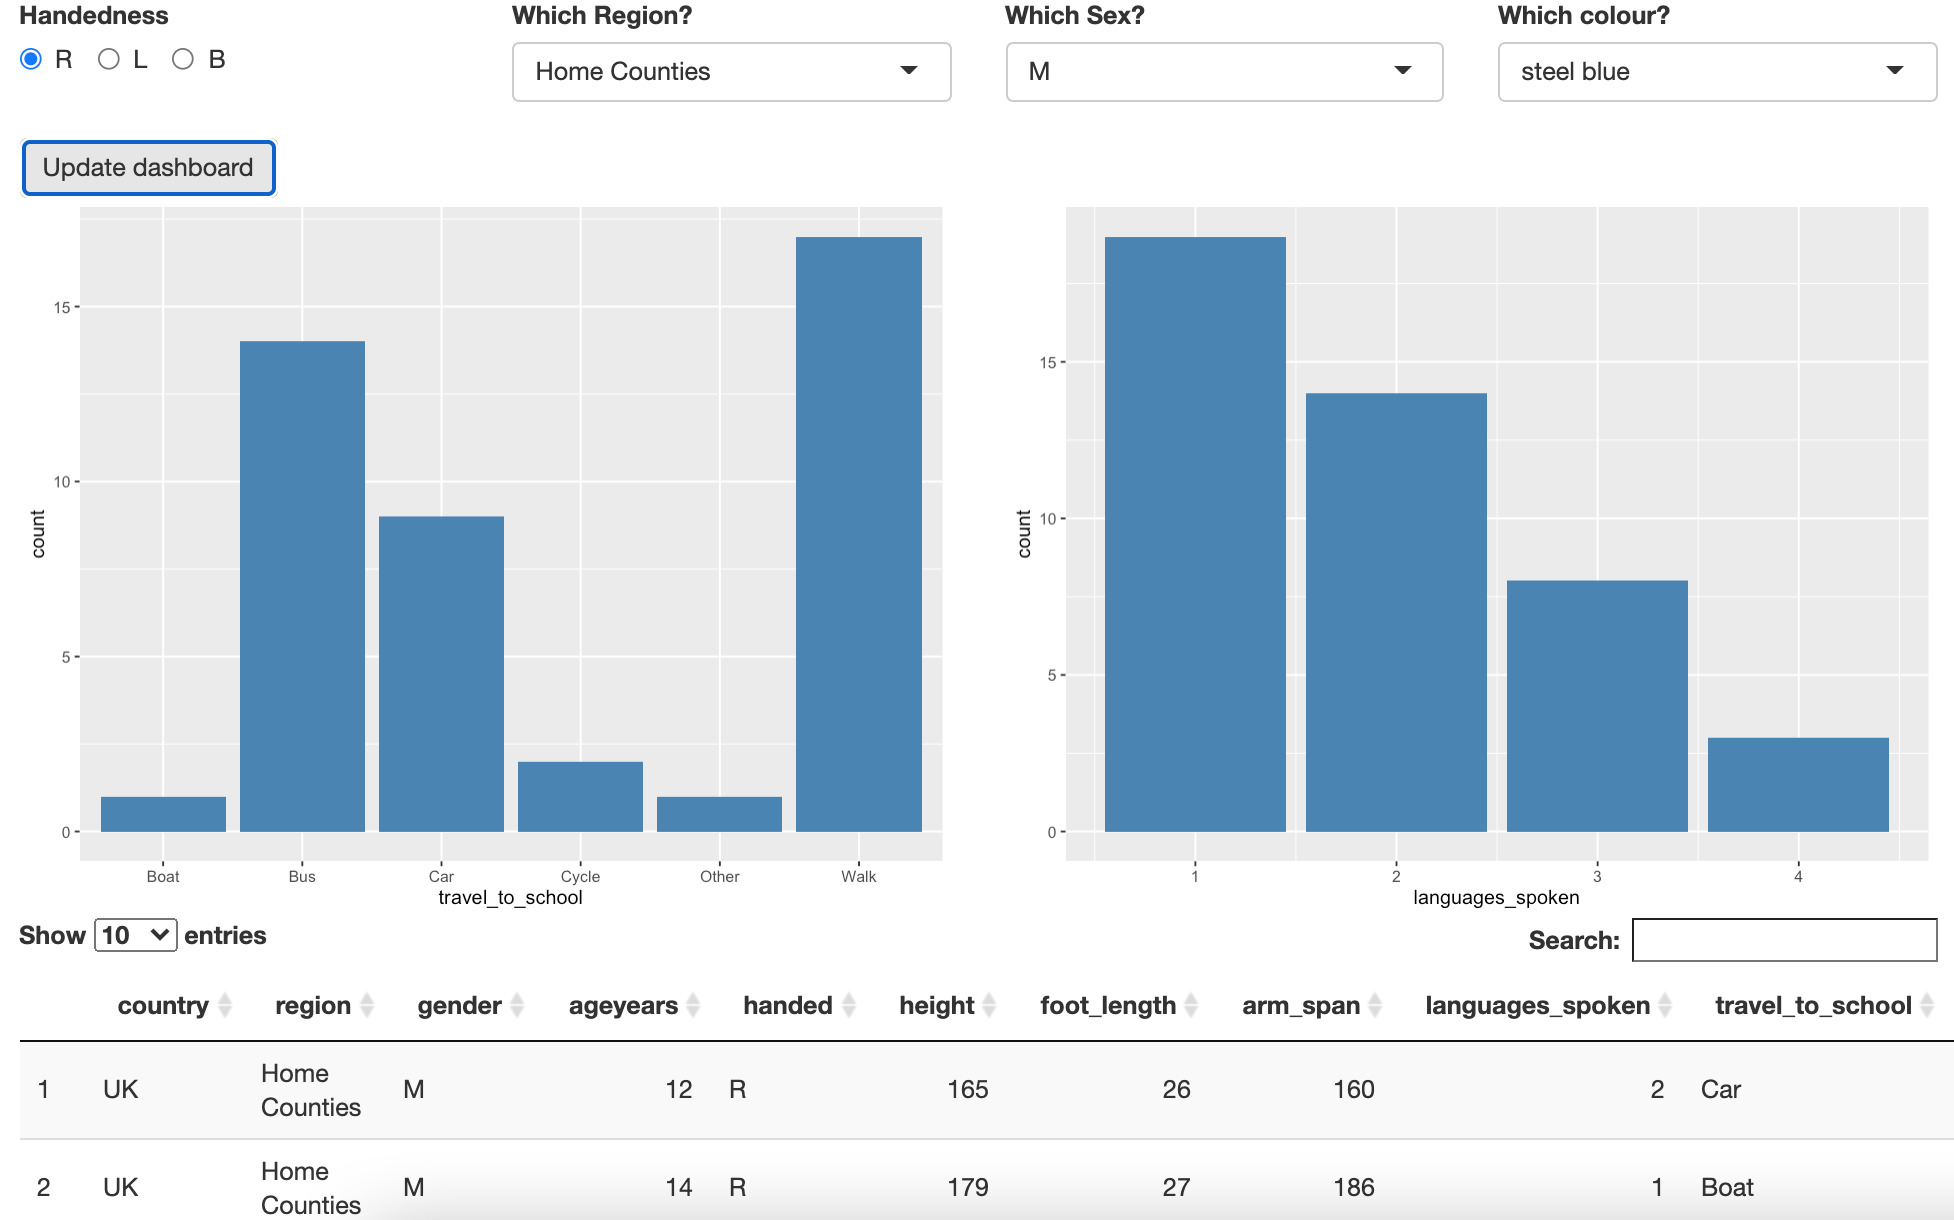 Handedness
R L B
Which Region?
Home Counties
Which Sex?
M
Which colour?
steel blue
Update dashboard
15
10
5
0
count
Boat Bus Car Cycle Other Walk
travel_to_school
15
10
5
0
count
1 2 3 4
languages_spoken
Show 10 entries
Search:
country region gender ageyears handed height foot_length arm_span languages_spoken travel_to_school
1 UK Home Counties M 12 R 165 26 160 2 Car
2 UK Home Counties M 14 R 179 27 186 1 Boat